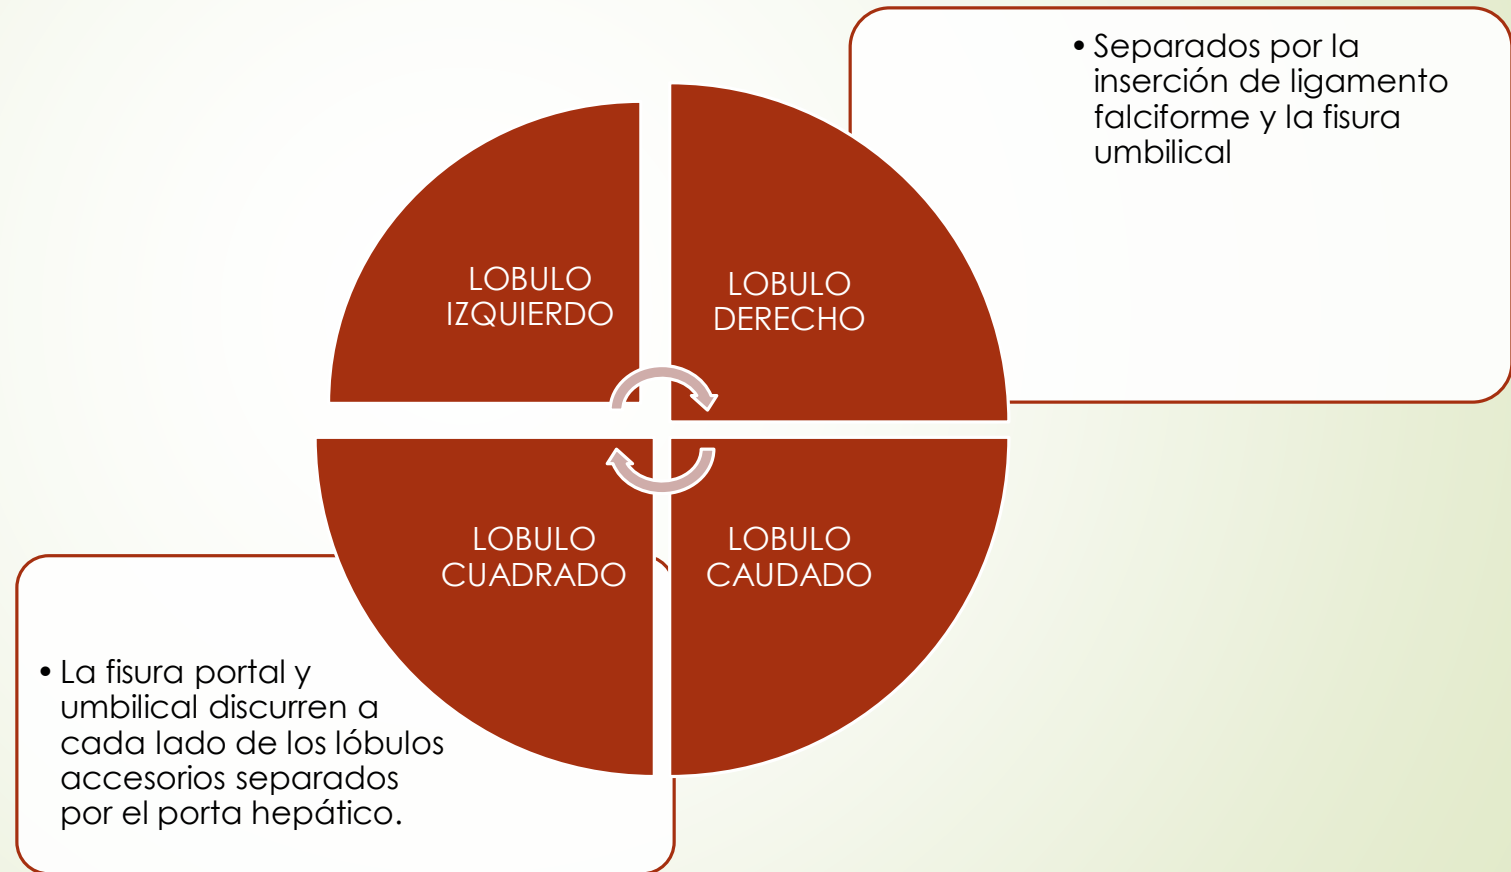 • Separados por la
inserción de ligamento
falciforme y la fisura
umbilical
LOBULO
IZQUIERDO
LOBULO
DERECHO
LOBULO
CUADRADO
LOBULO
CAUDADO
• La fisura portal y
umbilical discurren a
cada lado de los lóbulos
accesorios separados
por el porta hepático.